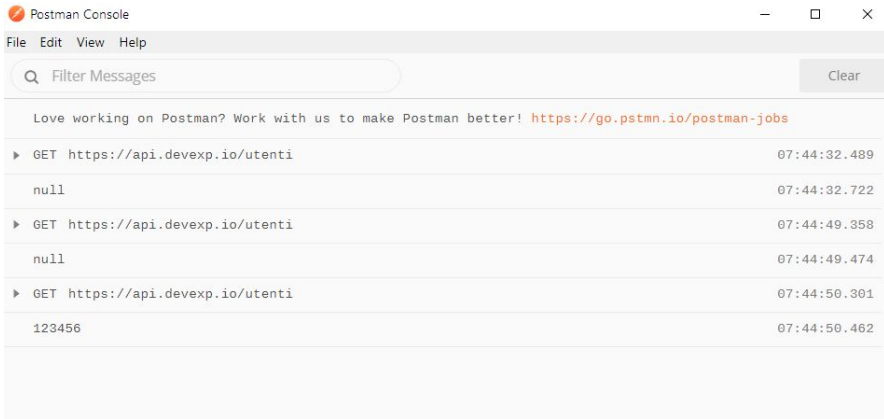 Postman Console
File Edit View Help
Filter Messages
Clear
Love working on Postman? Work with us to make Postman better! https://go.pstmn.io/postman-jobs
GET https://api.devexp.io/utenti 07:44:32.489
null 07:44:32.722
GET https://api.devexp.io/utenti 07:44:49.358
null 07:44:49.474
GET https://api.devexp.io/utenti 07:44:50.301
123456 07:44:50.462